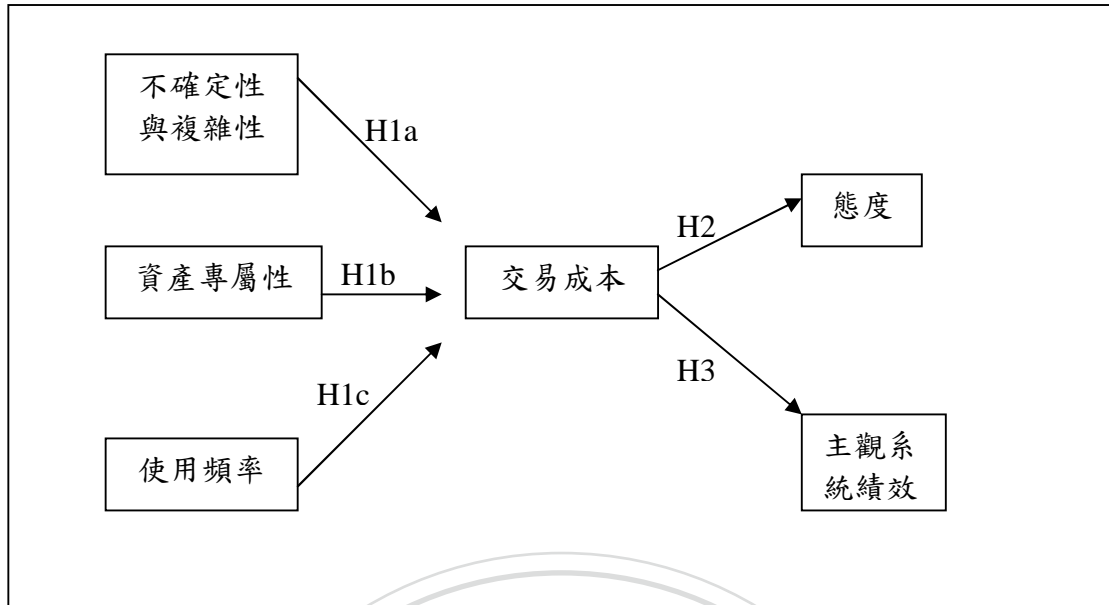 不確定性
與複雜性
H1a
資產專屬性
H1b
交易成本
H2
態度
H1c
H3
使用頻率
主觀系
統績效